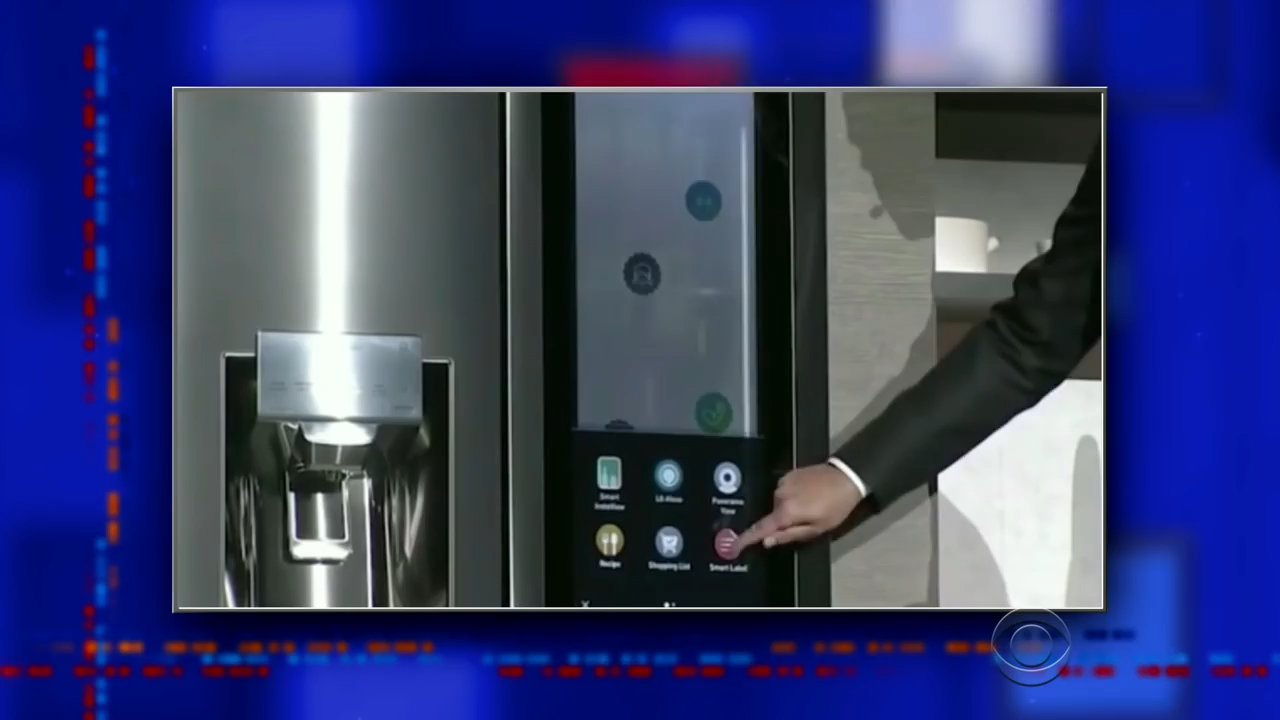 Smart
InstaView
LG Alexa
Panorama
View
Recipe
Shopping List
Smart Label